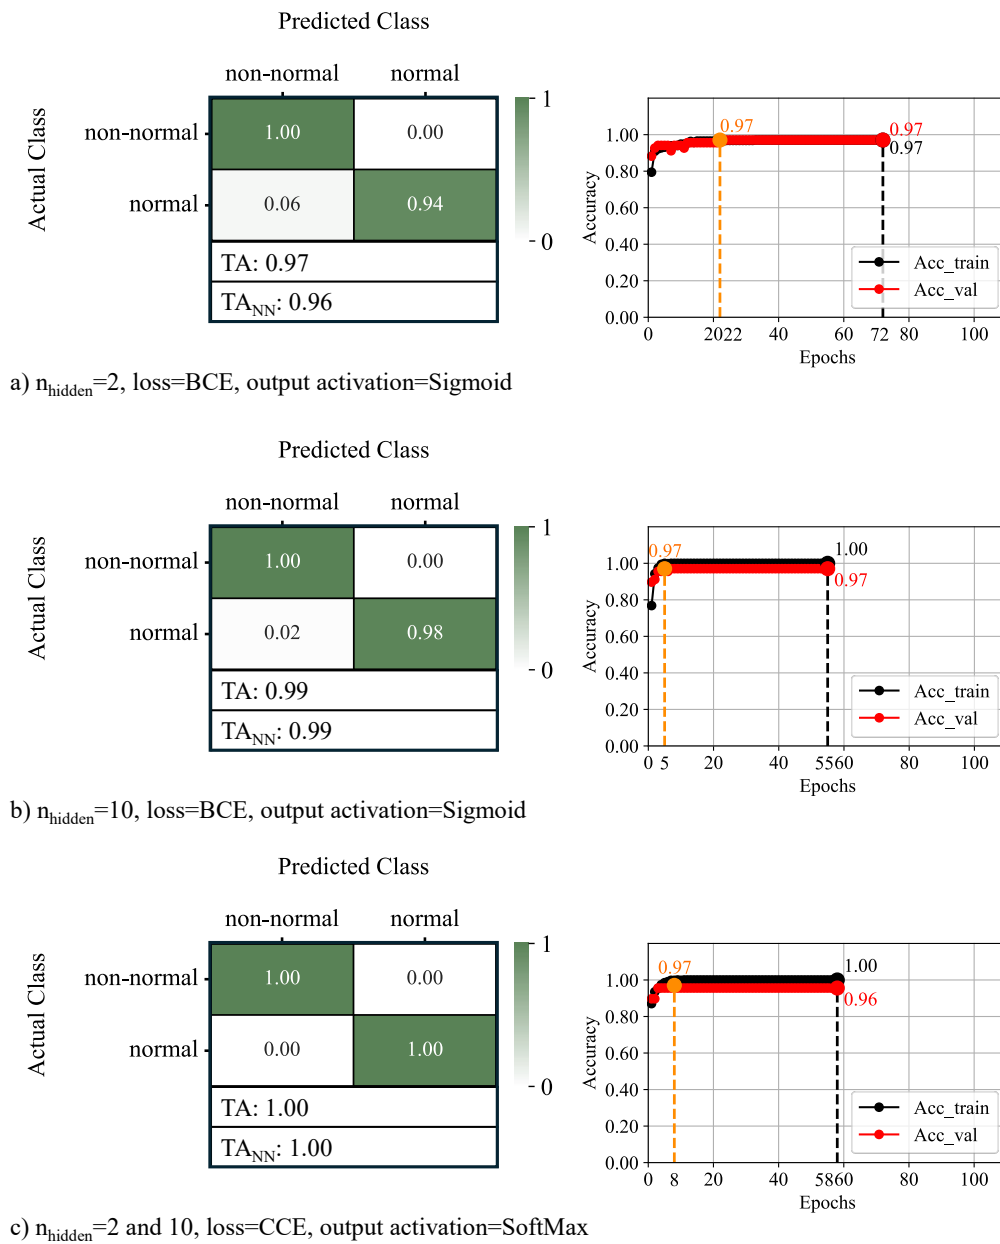 Predicted Class
non-normal normal
Actual Class
non-normal 1.00 0.00
normal 0.06 0.94
1
0
TA: 0.97
TA_NN: 0.96
0.97
0.97
0.97
1.00
0.80
0.60
0.40
0.20
0.00
Accuracy
Acc_train
Acc_val
0 20 22 40 60 72 80 100
Epochs
a) n_hidden=2, loss=BCE, output activation=Sigmoid
Predicted Class
non-normal normal
Actual Class
non-normal 1.00 0.00
normal 0.02 0.98
1
0
TA: 0.99
TA_NN: 0.99
0.97
1.00
0.97
1.00
0.80
0.60
0.40
0.20
0.00
Accuracy
Acc_train
Acc_val
0 5 20 40 55 60 80 100
Epochs
b) n_hidden=10, loss=BCE, output activation=Sigmoid
Predicted Class
non-normal normal
Actual Class
non-normal 1.00 0.00
normal 0.00 1.00
1
0
TA: 1.00
TA_NN: 1.00
0.97
1.00
0.96
1.00
0.80
0.60
0.40
0.20
0.00
Accuracy
Acc_train
Acc_val
0 8 20 40 58 60 80 100
Epochs
c) n_hidden=2 and 10, loss=CCE, output activation=SoftMax